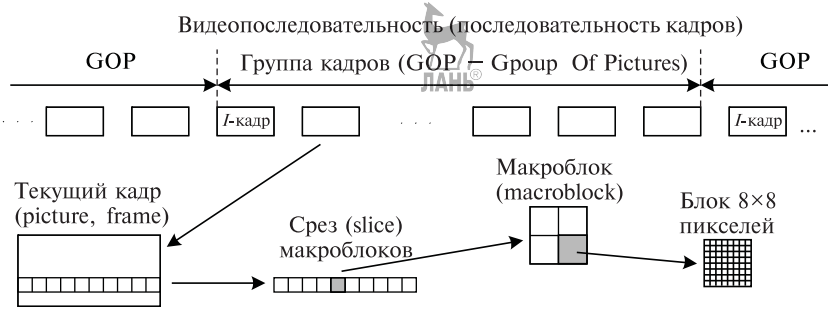 Видеопоследовательность (последовательность кадров)
GOP
Группа кадров (GOP — Gpoup Of Pictures)
GOP
ЛАНЬ®
. . .
I-кадр
. . .
I-кадр
...
Текущий кадр
(picture, frame)
Срез (slice)
макроблоков
Макроблок
(macroblock)
Блок 8×8
пикселей